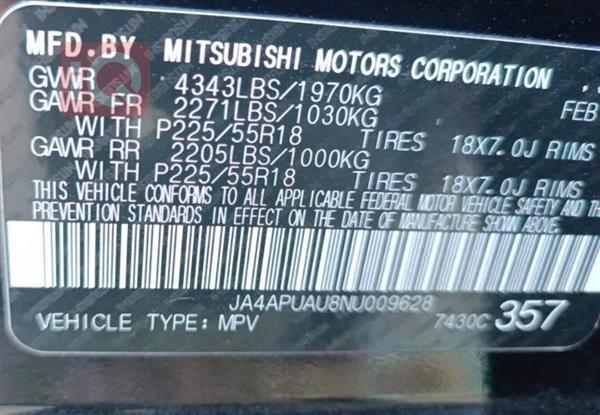 MFD.BY MITSUBISHI MOTORS CORPORATION
GVWR 4343LBS/1970KG FEB
GAWR FR 2271LBS/1030KG
WITH P225/55R18 TIRES 18X7.0J RIMS
GAWR RR 2205LBS/1000KG
WITH P225/55R18 TIRES 18X7.0J RIMS
THIS VEHICLE CONFORMS TO ALL APPLICABLE FEDERAL MOTOR VEHICLE SAFETY AND
PREVENTION STANDARDS IN EFFECT ON THE DATE OF MANUFACTURE SHOWN ABOVE.
JA4APUAU8NU009628
VEHICLE TYPE: MPV 7430C 357